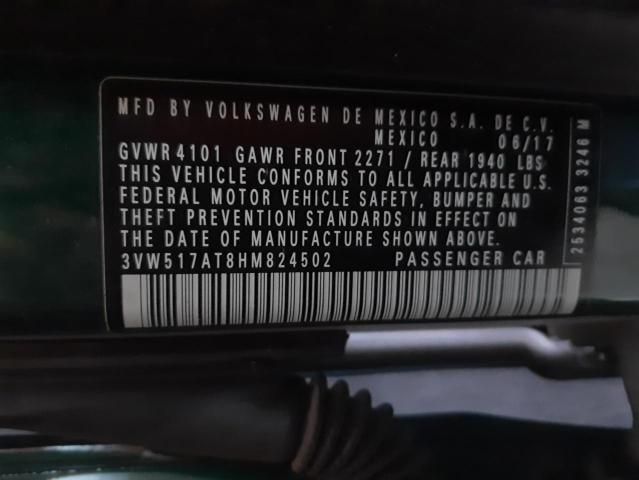 MFD BY VOLKSWAGEN DE MEXICO S.A. DE C.V.
MEXICO 06/17
GVWR 4101 GAWR FRONT 2271 / REAR 1940 LBS
THIS VEHICLE CONFORMS TO ALL APPLICABLE U.S.
FEDERAL MOTOR VEHICLE SAFETY, BUMPER AND
THEFT PREVENTION STANDARDS IN EFFECT ON
THE DATE OF MANUFACTURE SHOWN ABOVE.
3VW517AT8HM824502 PASSENGER CAR
2534063 3246 M